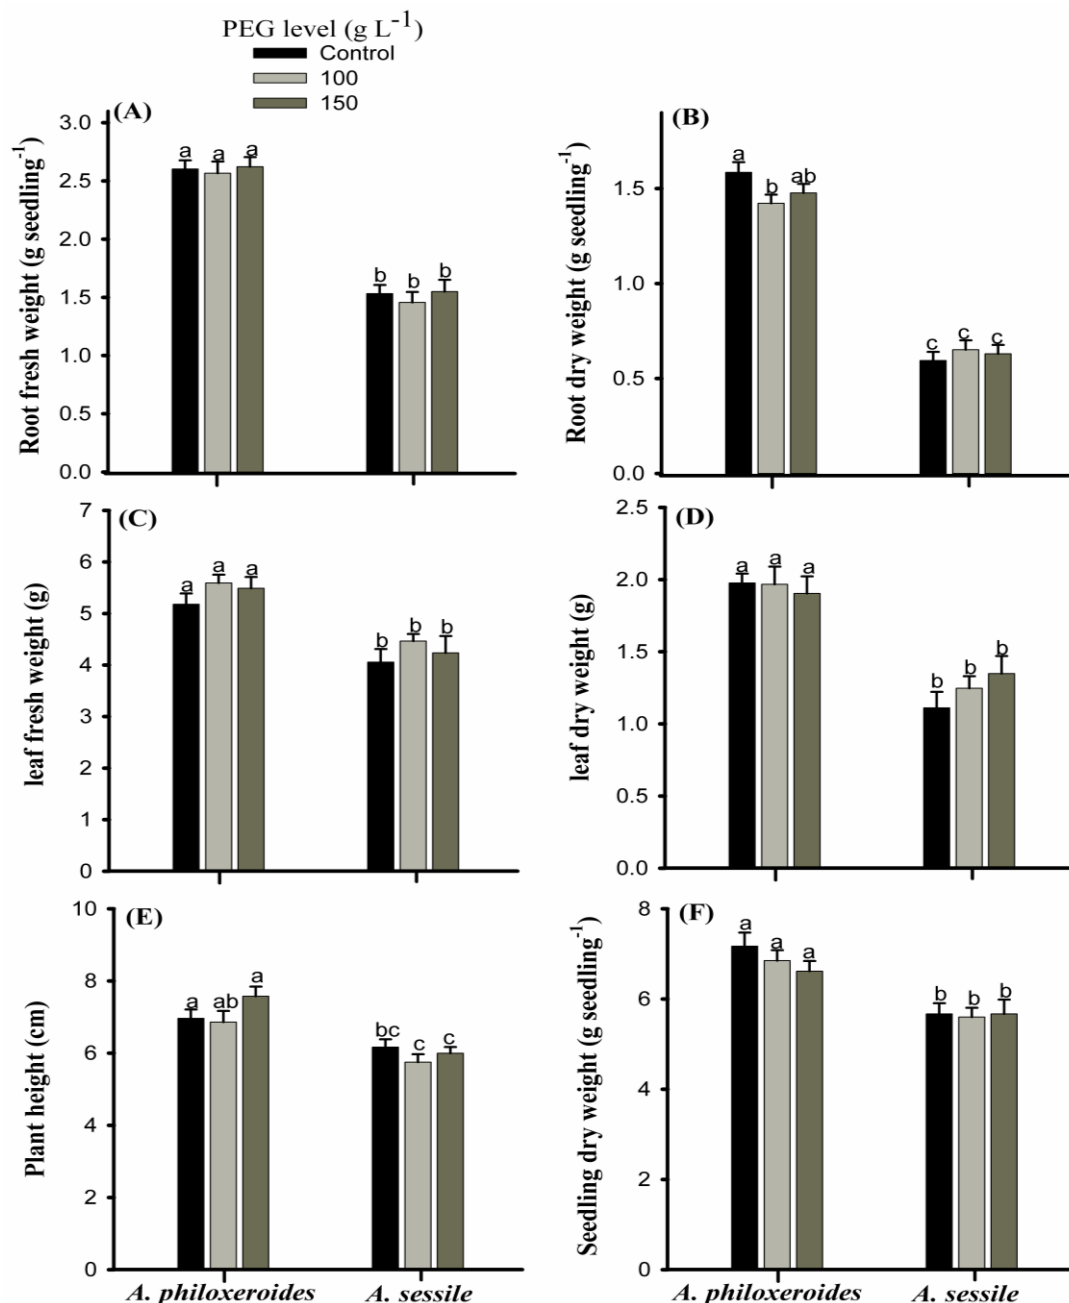 PEG level (g L⁻¹)
Control
100
150
(A)
Root fresh weight (g seedling⁻¹)
3.0
2.5
2.0
1.5
1.0
0.5
0.0
a a a
b b b
(B)
Root dry weight (g seedling⁻¹)
1.5
1.0
0.5
0.0
a b ab
c c c
(C)
leaf fresh weight (g)
7
6
5
4
3
2
1
0
a a a
b b b
(D)
leaf dry weight (g)
2.5
2.0
1.5
1.0
0.5
0.0
a a a
b b b
(E)
Plant height (cm)
10
8
6
4
2
0
a ab a
bc c c
A. philoxeroides A. sessile
(F)
Seedling dry weight (g seedling⁻¹)
8
6
4
2
0
a a a
b b b
A. philoxeroides A. sessile